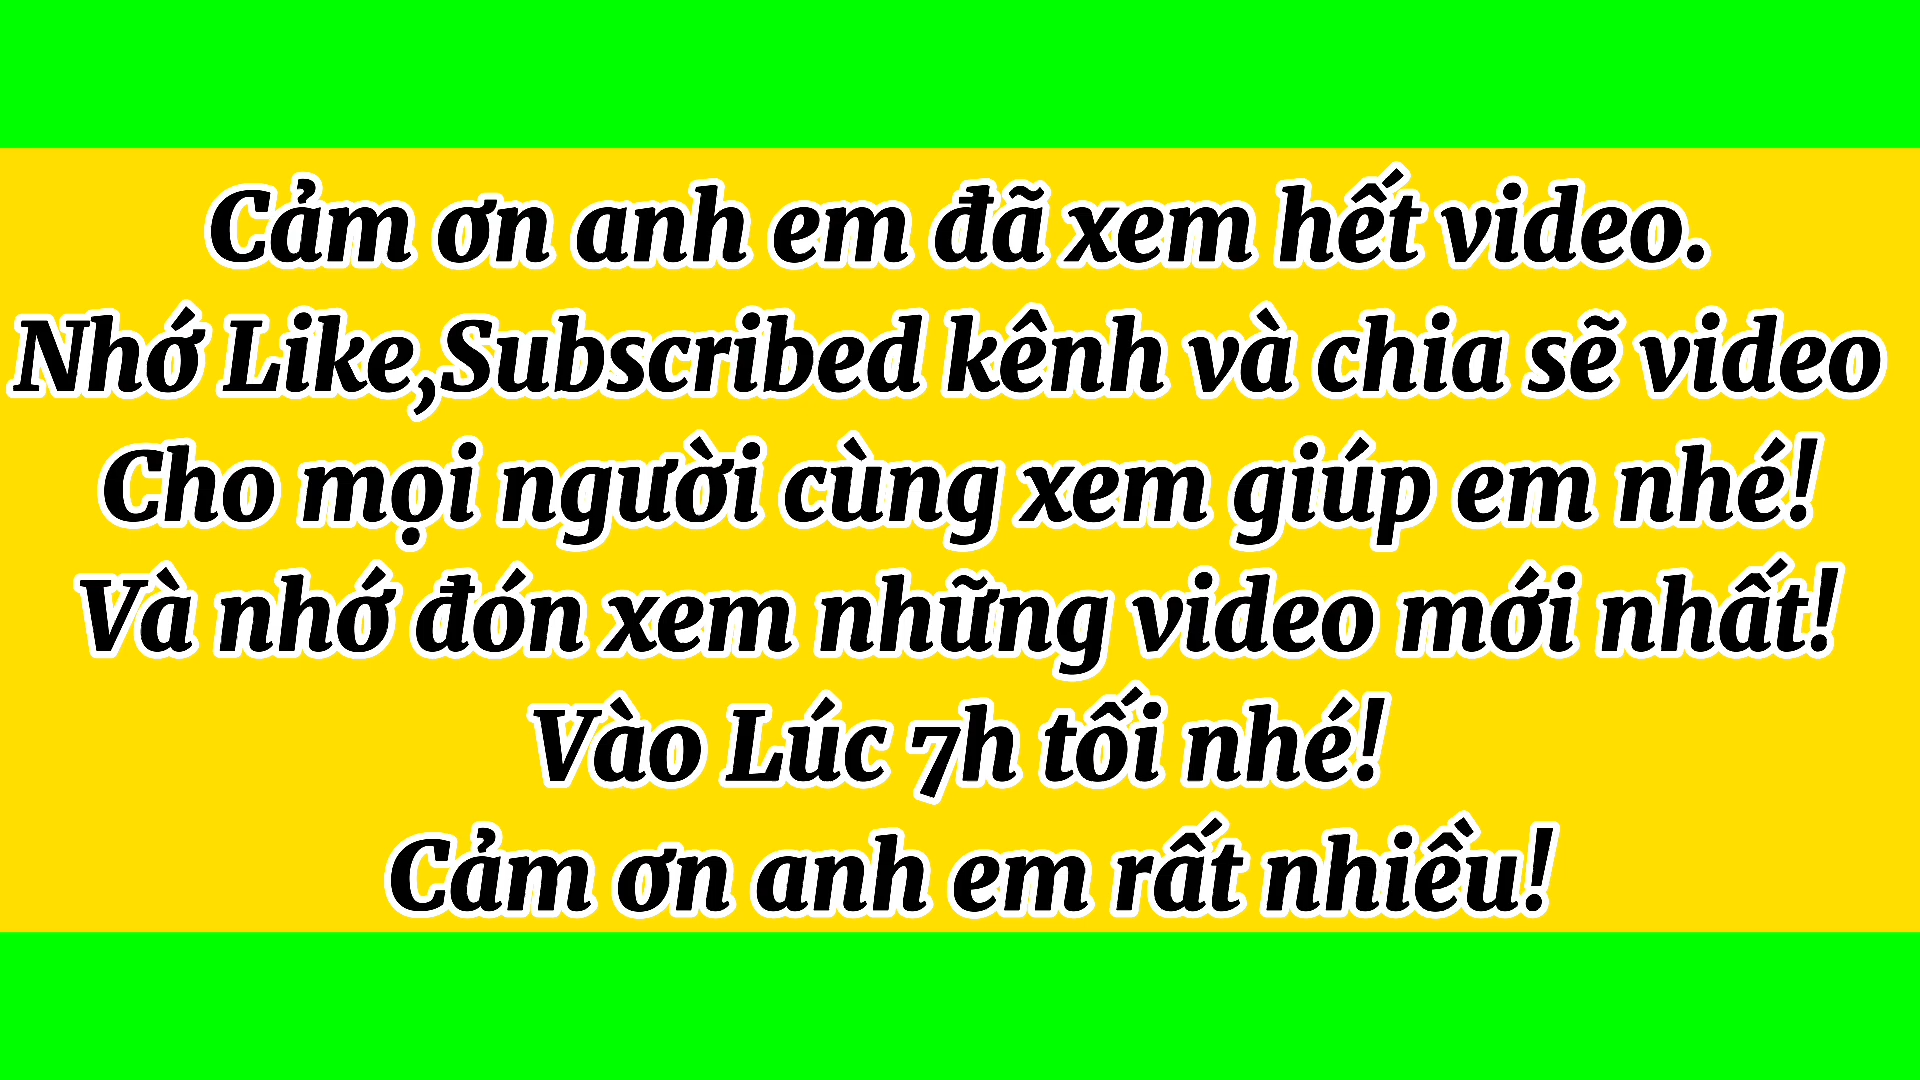 Cảm ơn anh em đã xem hết video.
Nhớ Like,Subscribed kênh và chia sẽ video
Cho mọi người cùng xem giúp em nhé!
Và nhớ đón xem những video mới nhất!
Vào Lúc 7h tối nhé!
Cảm ơn anh em rất nhiều!